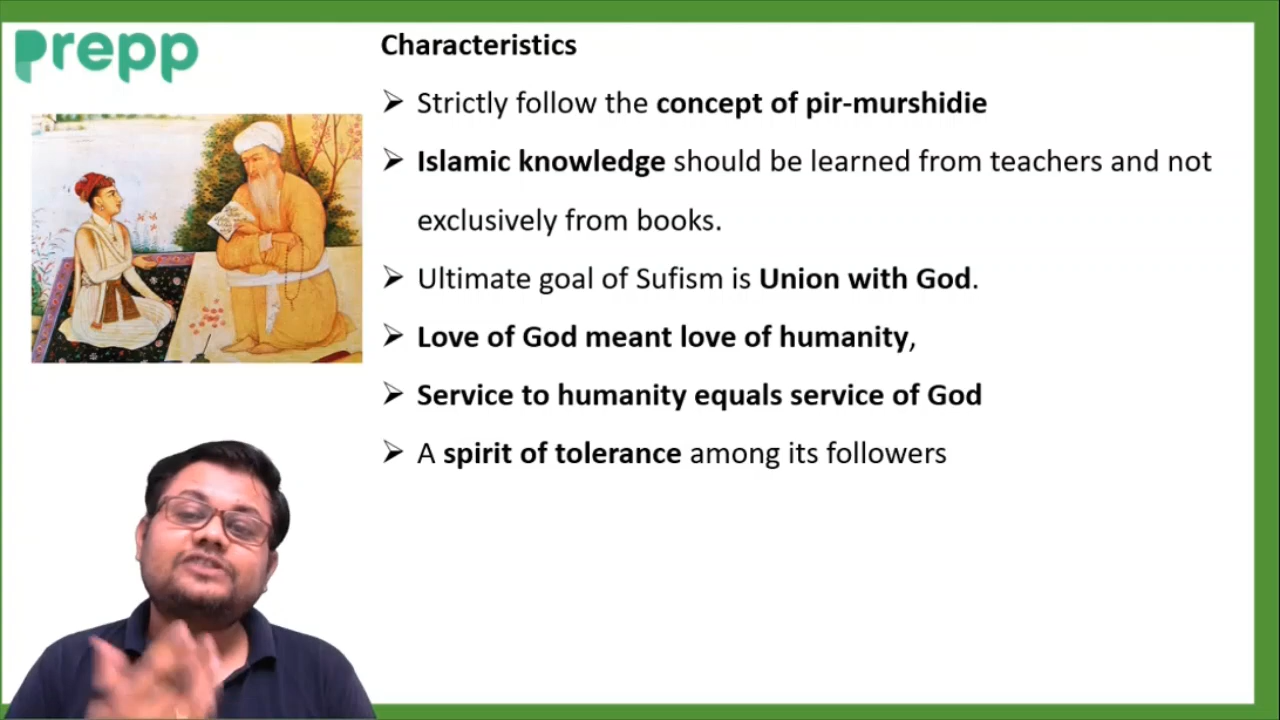 prepp
Characteristics
➢ Strictly follow the concept of pir-murshidie
➢ Islamic knowledge should be learned from teachers and not
exclusively from books.
➢ Ultimate goal of Sufism is Union with God.
➢ Love of God meant love of humanity,
➢ Service to humanity equals service of God
➢ A spirit of tolerance among its followers